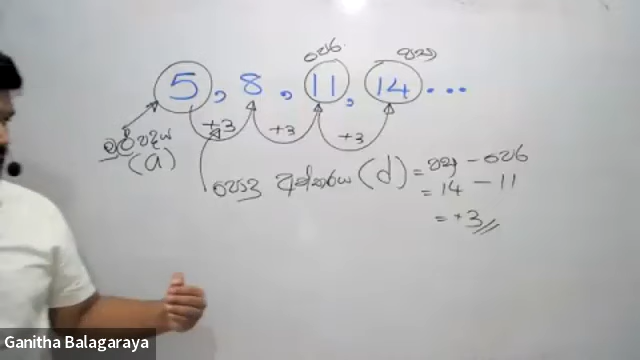 පෙර පසු
5, 8, 11, 14 ...
+3 +3 +3
මුල් පදය
(a)
පොදු අන්තරය (d) = පසු - පෙර
= 14 - 11
= +3
Ganitha Balagaraya